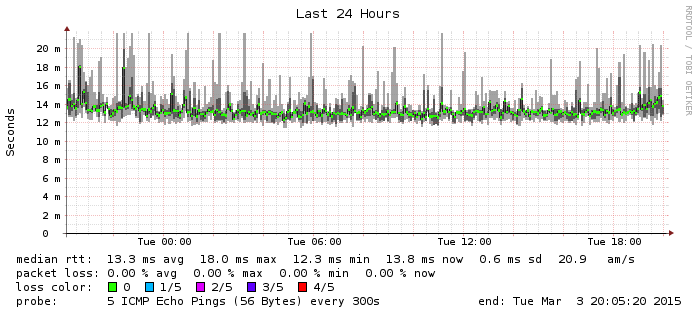 Last 24 Hours
RRDTOOL / TOBI OETIKER
Seconds
20 m
18 m
16 m
14 m
12 m
10 m
8 m
6 m
4 m
2 m
0
Tue 00:00 Tue 06:00 Tue 12:00 Tue 18:00
median rtt: 13.3 ms avg 18.0 ms max 12.3 ms min 13.8 ms now 0.6 ms sd 20.9 am/s
packet loss: 0.00 % avg 0.00 % max 0.00 % min 0.00 % now
loss color: 0 1/5 2/5 3/5 4/5
probe: 5 ICMP Echo Pings (56 Bytes) every 300s end: Tue Mar 3 20:05:20 2015